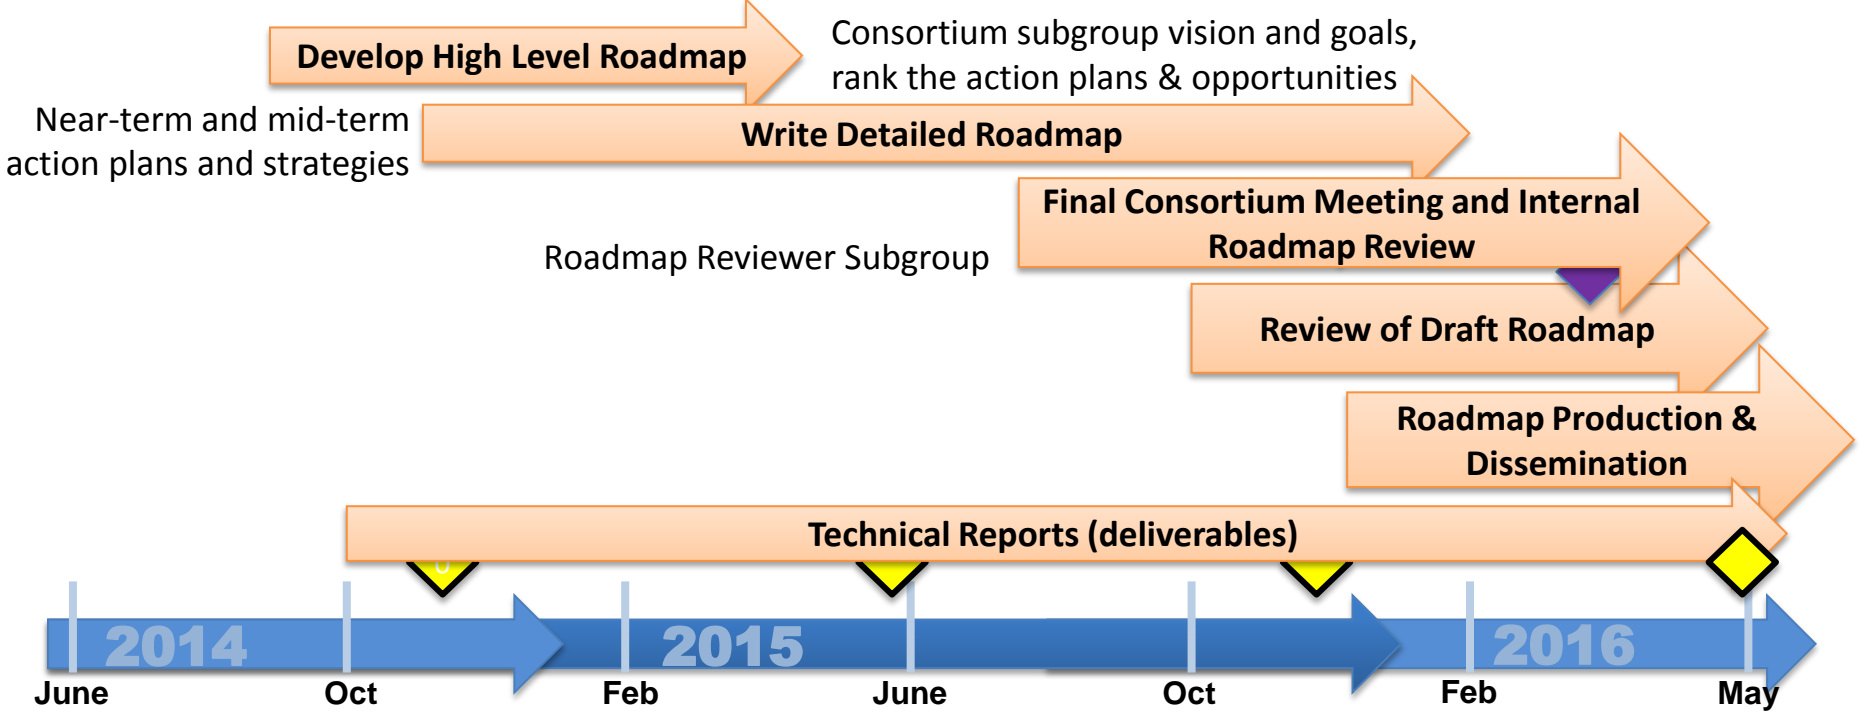 Develop High Level Roadmap
Consortium subgroup vision and goals,
rank the action plans & opportunities
Near-term and mid-term
action plans and strategies
Write Detailed Roadmap
Final Consortium Meeting and Internal
Roadmap Review
Roadmap Reviewer Subgroup
Review of Draft Roadmap
Roadmap Production &
Dissemination
Technical Reports (deliverables)
2014
2015
2016
June
Oct
Feb
June
Oct
Feb
May